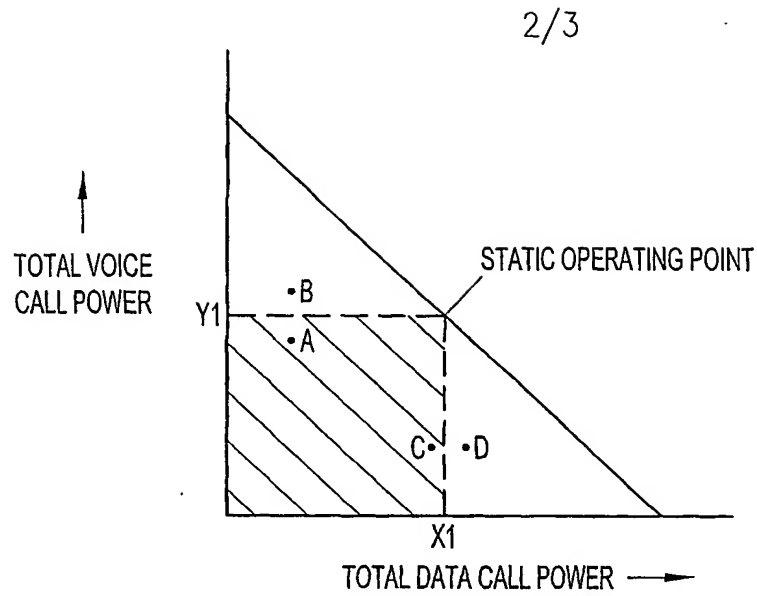 2/3
TOTAL VOICE
CALL POWER
STATIC OPERATING POINT
B
Y1
A
C
D
X1
TOTAL DATA CALL POWER